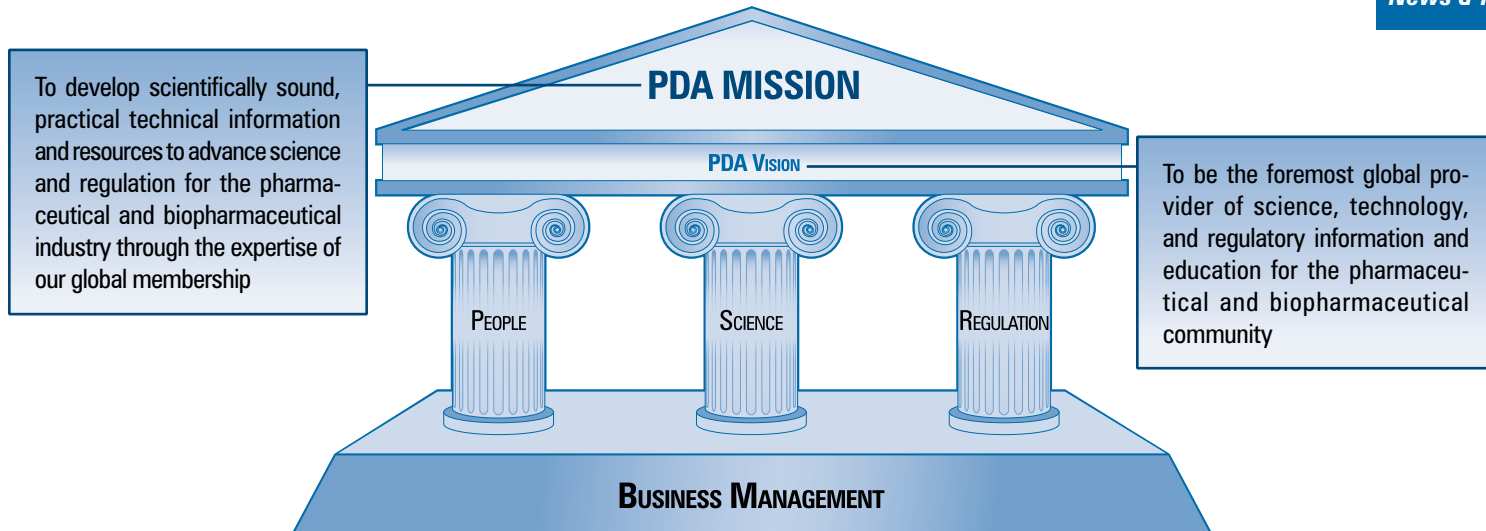 News &
To develop scientifically sound,
practical technical information
and resources to advance science
and regulation for the pharma-
ceutical and biopharmaceutical
industry through the expertise of
our global membership
PDA MISSION
PDA VISION
To be the foremost global pro-
vider of science, technology,
and regulatory information and
education for the pharmaceu-
tical and biopharmaceutical
community
PEOPLE
SCIENCE
REGULATION
BUSINESS MANAGEMENT